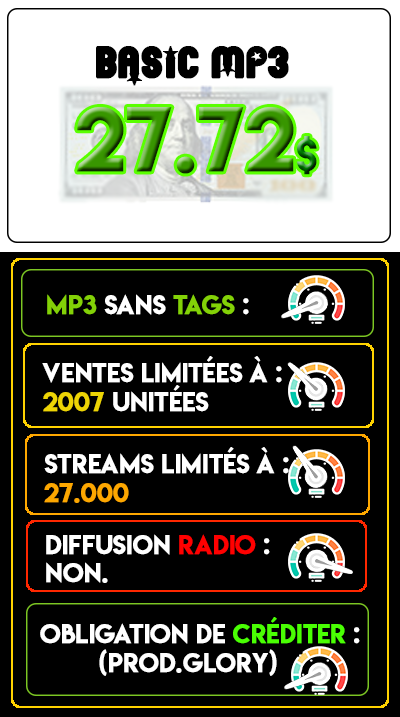 BASIC MP3
27.72$
MP3 SANS TAGS :
VENTES LIMITÉES À :
2007 UNITÉES
STREAMS LIMITÉS À :
27.000
DIFFUSION RADIO :
NON.
OBLIGATION DE CRÉDITER :
(PROD.GLORY)